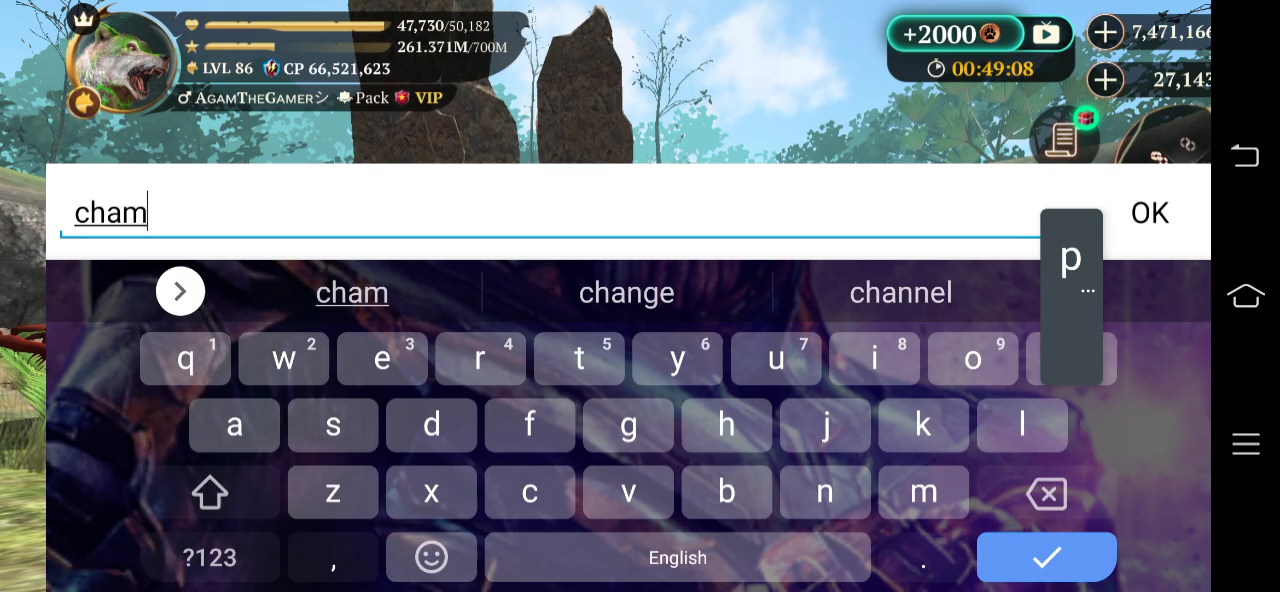 47,730/50,182
261.371M/700M
LVL 86 CP 66,521,623
♂ AGAMTHEGAMERシ Pack VIP
+2000
00:49:08
7,471,166
27,143
cham
OK
p
...
cham change channel
q 1 w 2 e 3 r 4 t 5 y 6 u 7 i 8 o 9
a s d f g h j k l
z x c v b n m
?123 , English .